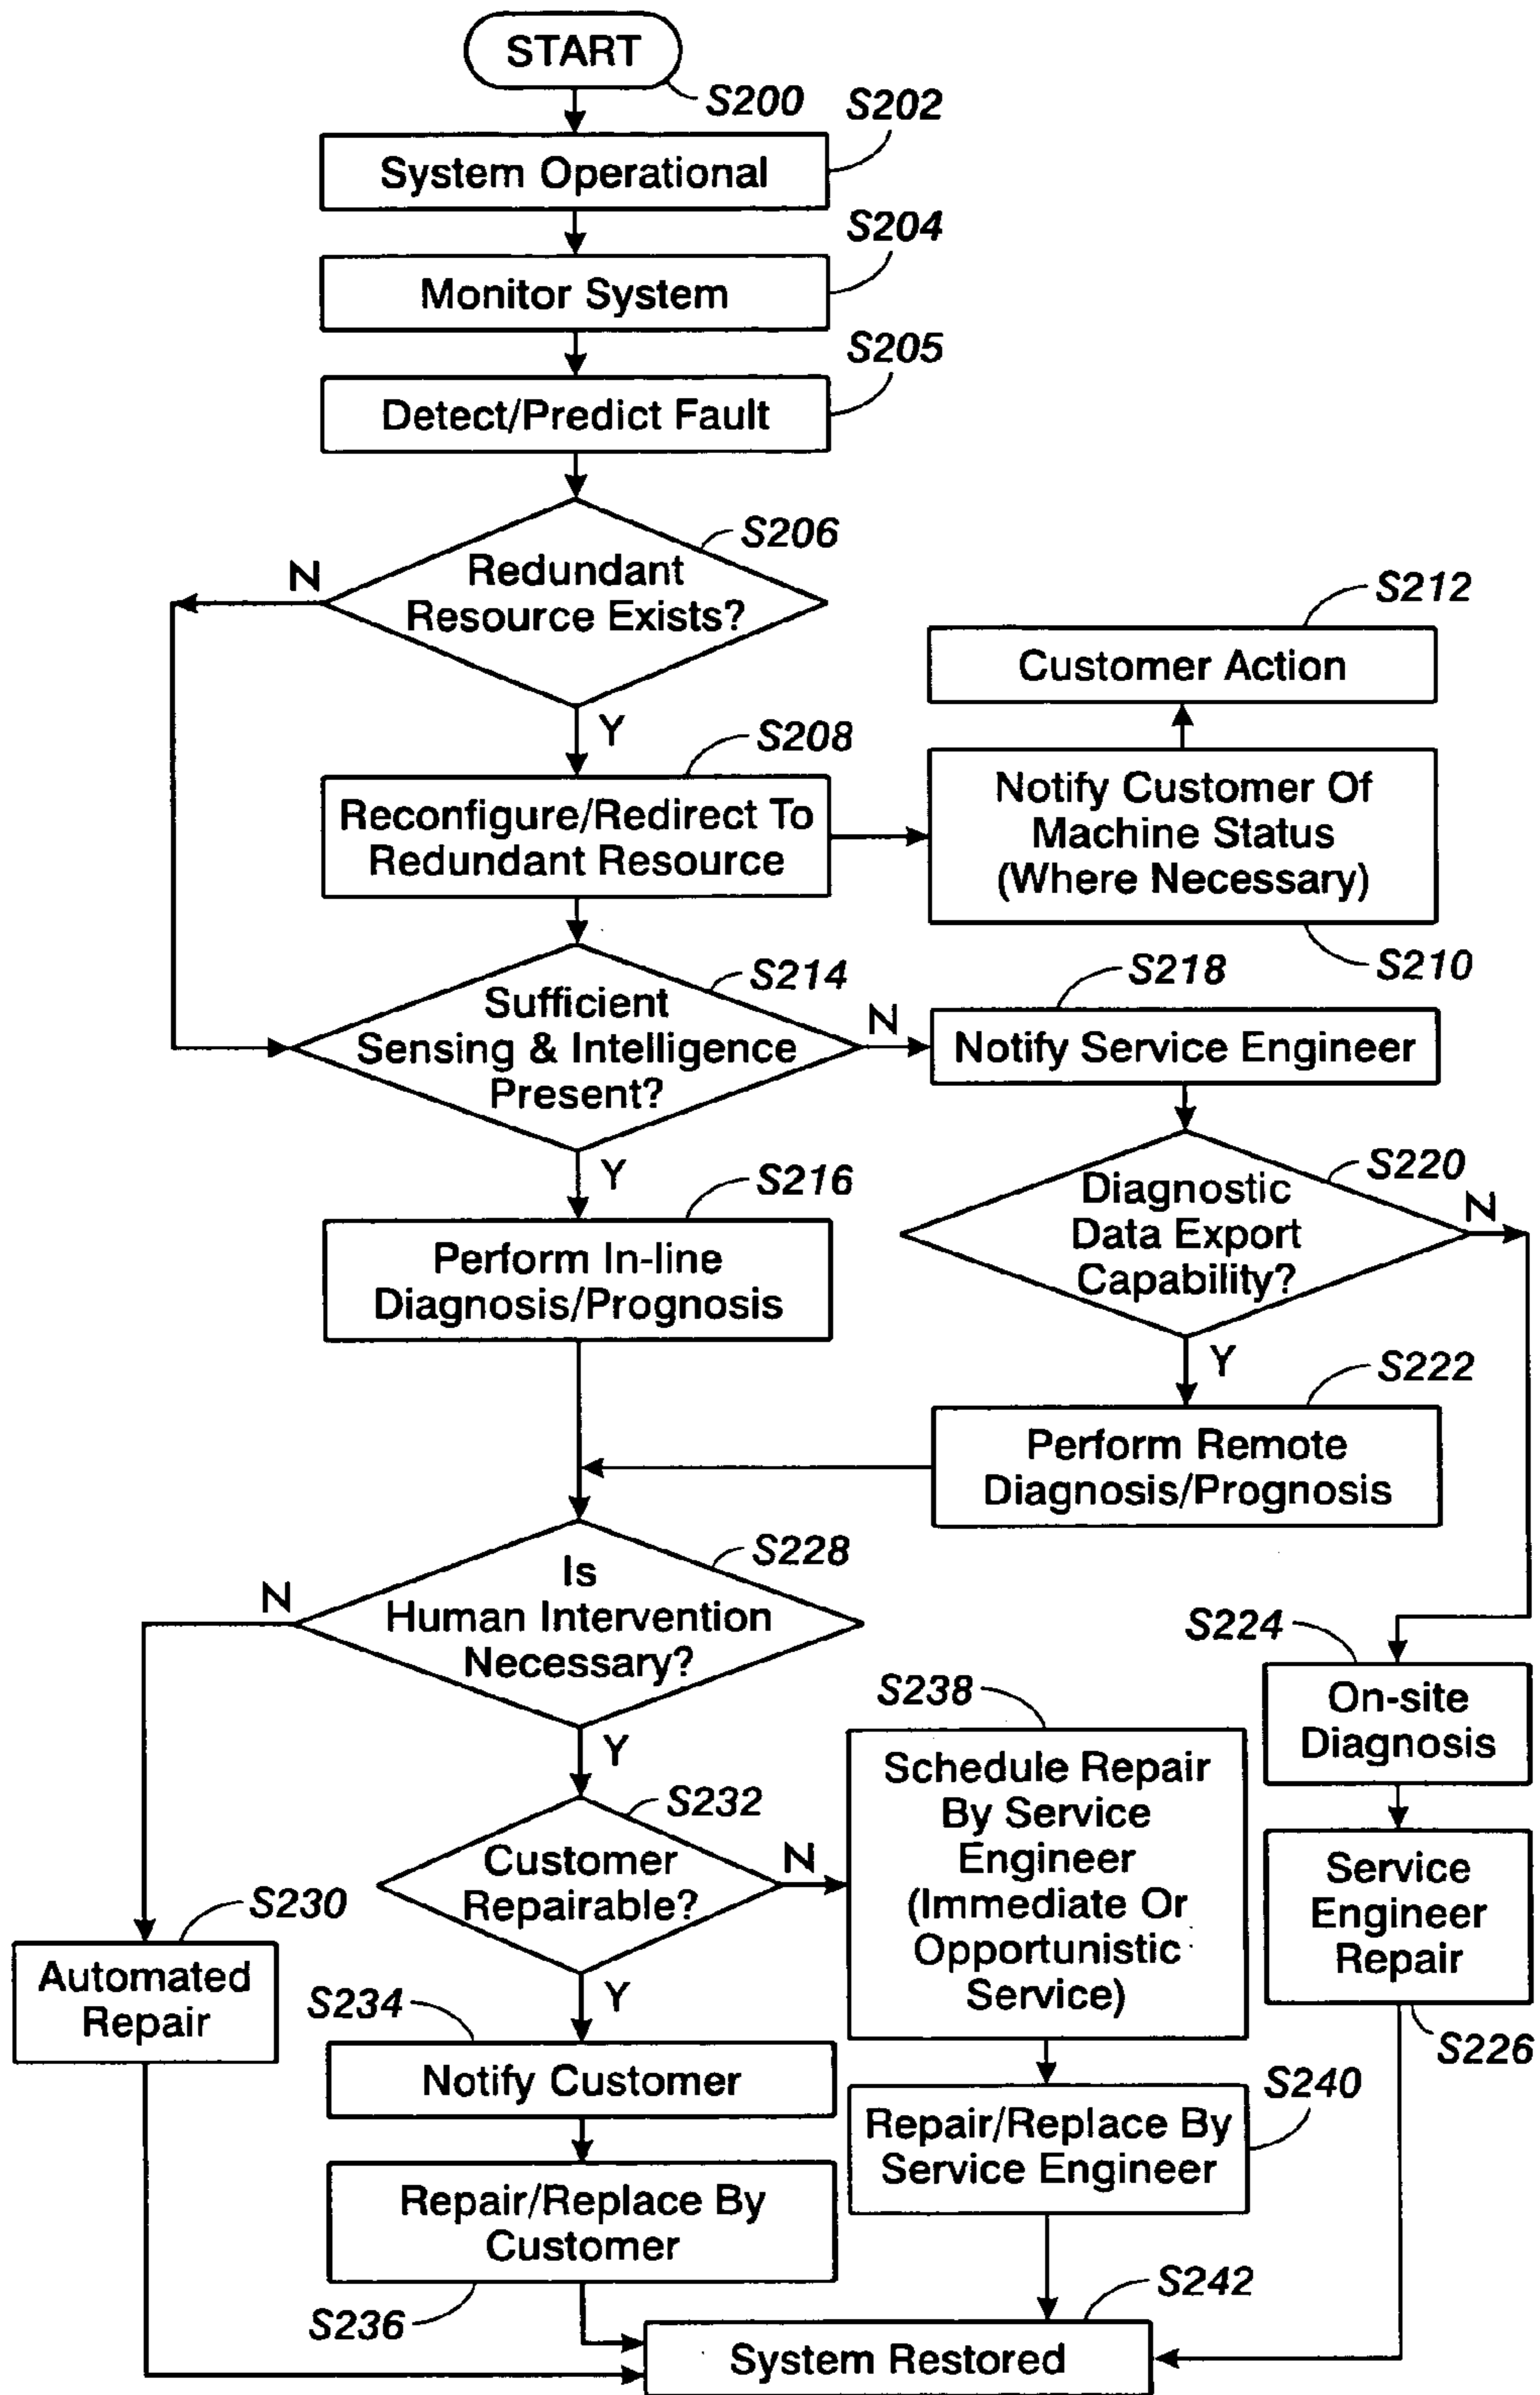 START
S200
S202
System Operational
S204
Monitor System
S205
Detect/Predict Fault
S206
Redundant
Resource Exists?
N
Y
S212
Customer Action
S208
Reconfigure/Redirect To
Redundant Resource
Notify Customer Of
Machine Status
(Where Necessary)
S210
S214
Sufficient
Sensing & Intelligence
Present?
N
Y
S218
Notify Service Engineer
S220
Diagnostic
Data Export
Capability?
N
Y
S216
Perform In-line
Diagnosis/Prognosis
S222
Perform Remote
Diagnosis/Prognosis
S228
Is
Human Intervention
Necessary?
N
Y
S224
On-site
Diagnosis
S238
Schedule Repair
By Service
Engineer
(Immediate Or
Opportunistic
Service)
S232
Customer
Repairable?
N
Y
Service
Engineer
Repair
S226
S230
Automated
Repair
S234
Notify Customer
S240
Repair/Replace By
Service Engineer
Repair/Replace By
Customer
S236
S242
System Restored